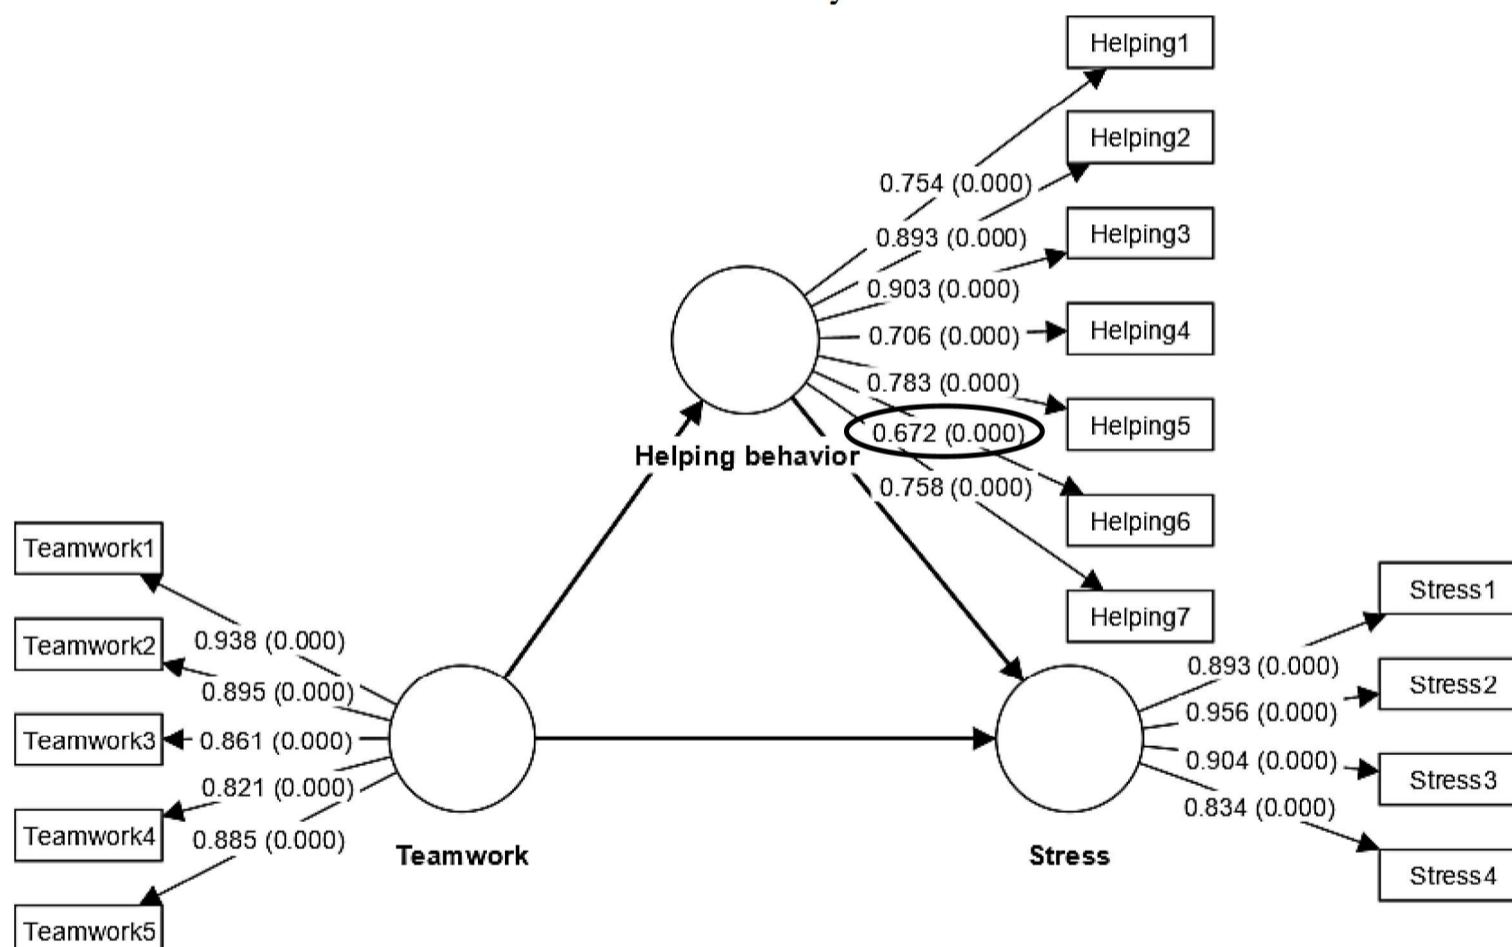 Helping1
Helping2
0.754 (0.000)
Helping3
0.893 (0.000)
0.903 (0.000)
Helping4
0.706 (0.000)
0.783 (0.000)
Helping5
0.672 (0.000)
Helping behavior
0.758 (0.000)
Helping6
Helping7
Teamwork1
0.938 (0.000)
Teamwork2
0.895 (0.000)
Teamwork3
0.861 (0.000)
0.821 (0.000)
Teamwork4
0.885 (0.000)
Teamwork5
Teamwork
Stress1
0.893 (0.000)
Stress2
0.956 (0.000)
0.904 (0.000)
Stress3
0.834 (0.000)
Stress4
Stress